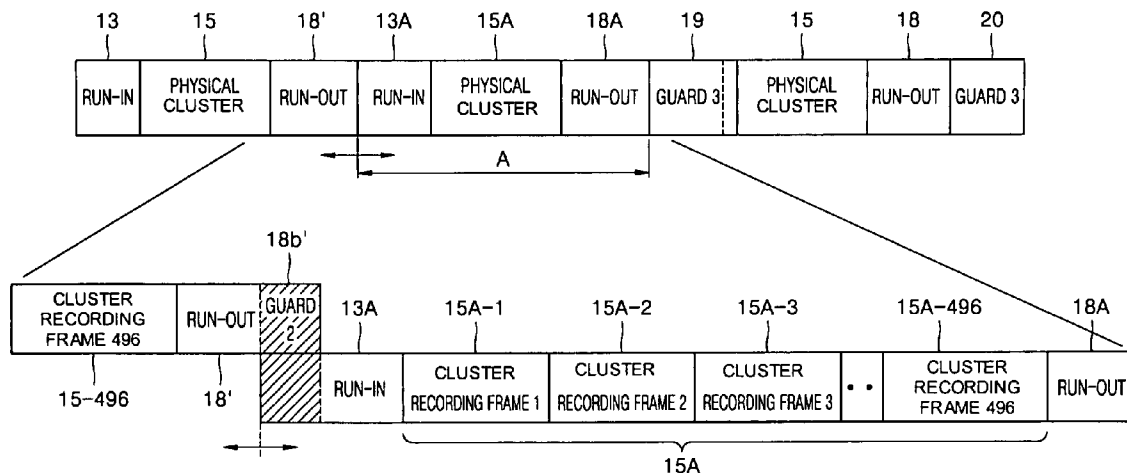 13 15 18' 13A 15A 18A 19 15 18 20
RUN-IN PHYSICAL CLUSTER RUN-OUT RUN-IN PHYSICAL CLUSTER RUN-OUT GUARD 3 PHYSICAL CLUSTER RUN-OUT GUARD 3
A
18b'
13A 15A-1 15A-2 15A-3 15A-496 18A
CLUSTER RECORDING FRAME 496 RUN-OUT GUARD 2
RUN-IN CLUSTER RECORDING FRAME 1 CLUSTER RECORDING FRAME 2 CLUSTER RECORDING FRAME 3 • • CLUSTER RECORDING FRAME 496 RUN-OUT
15-496 18'
15A